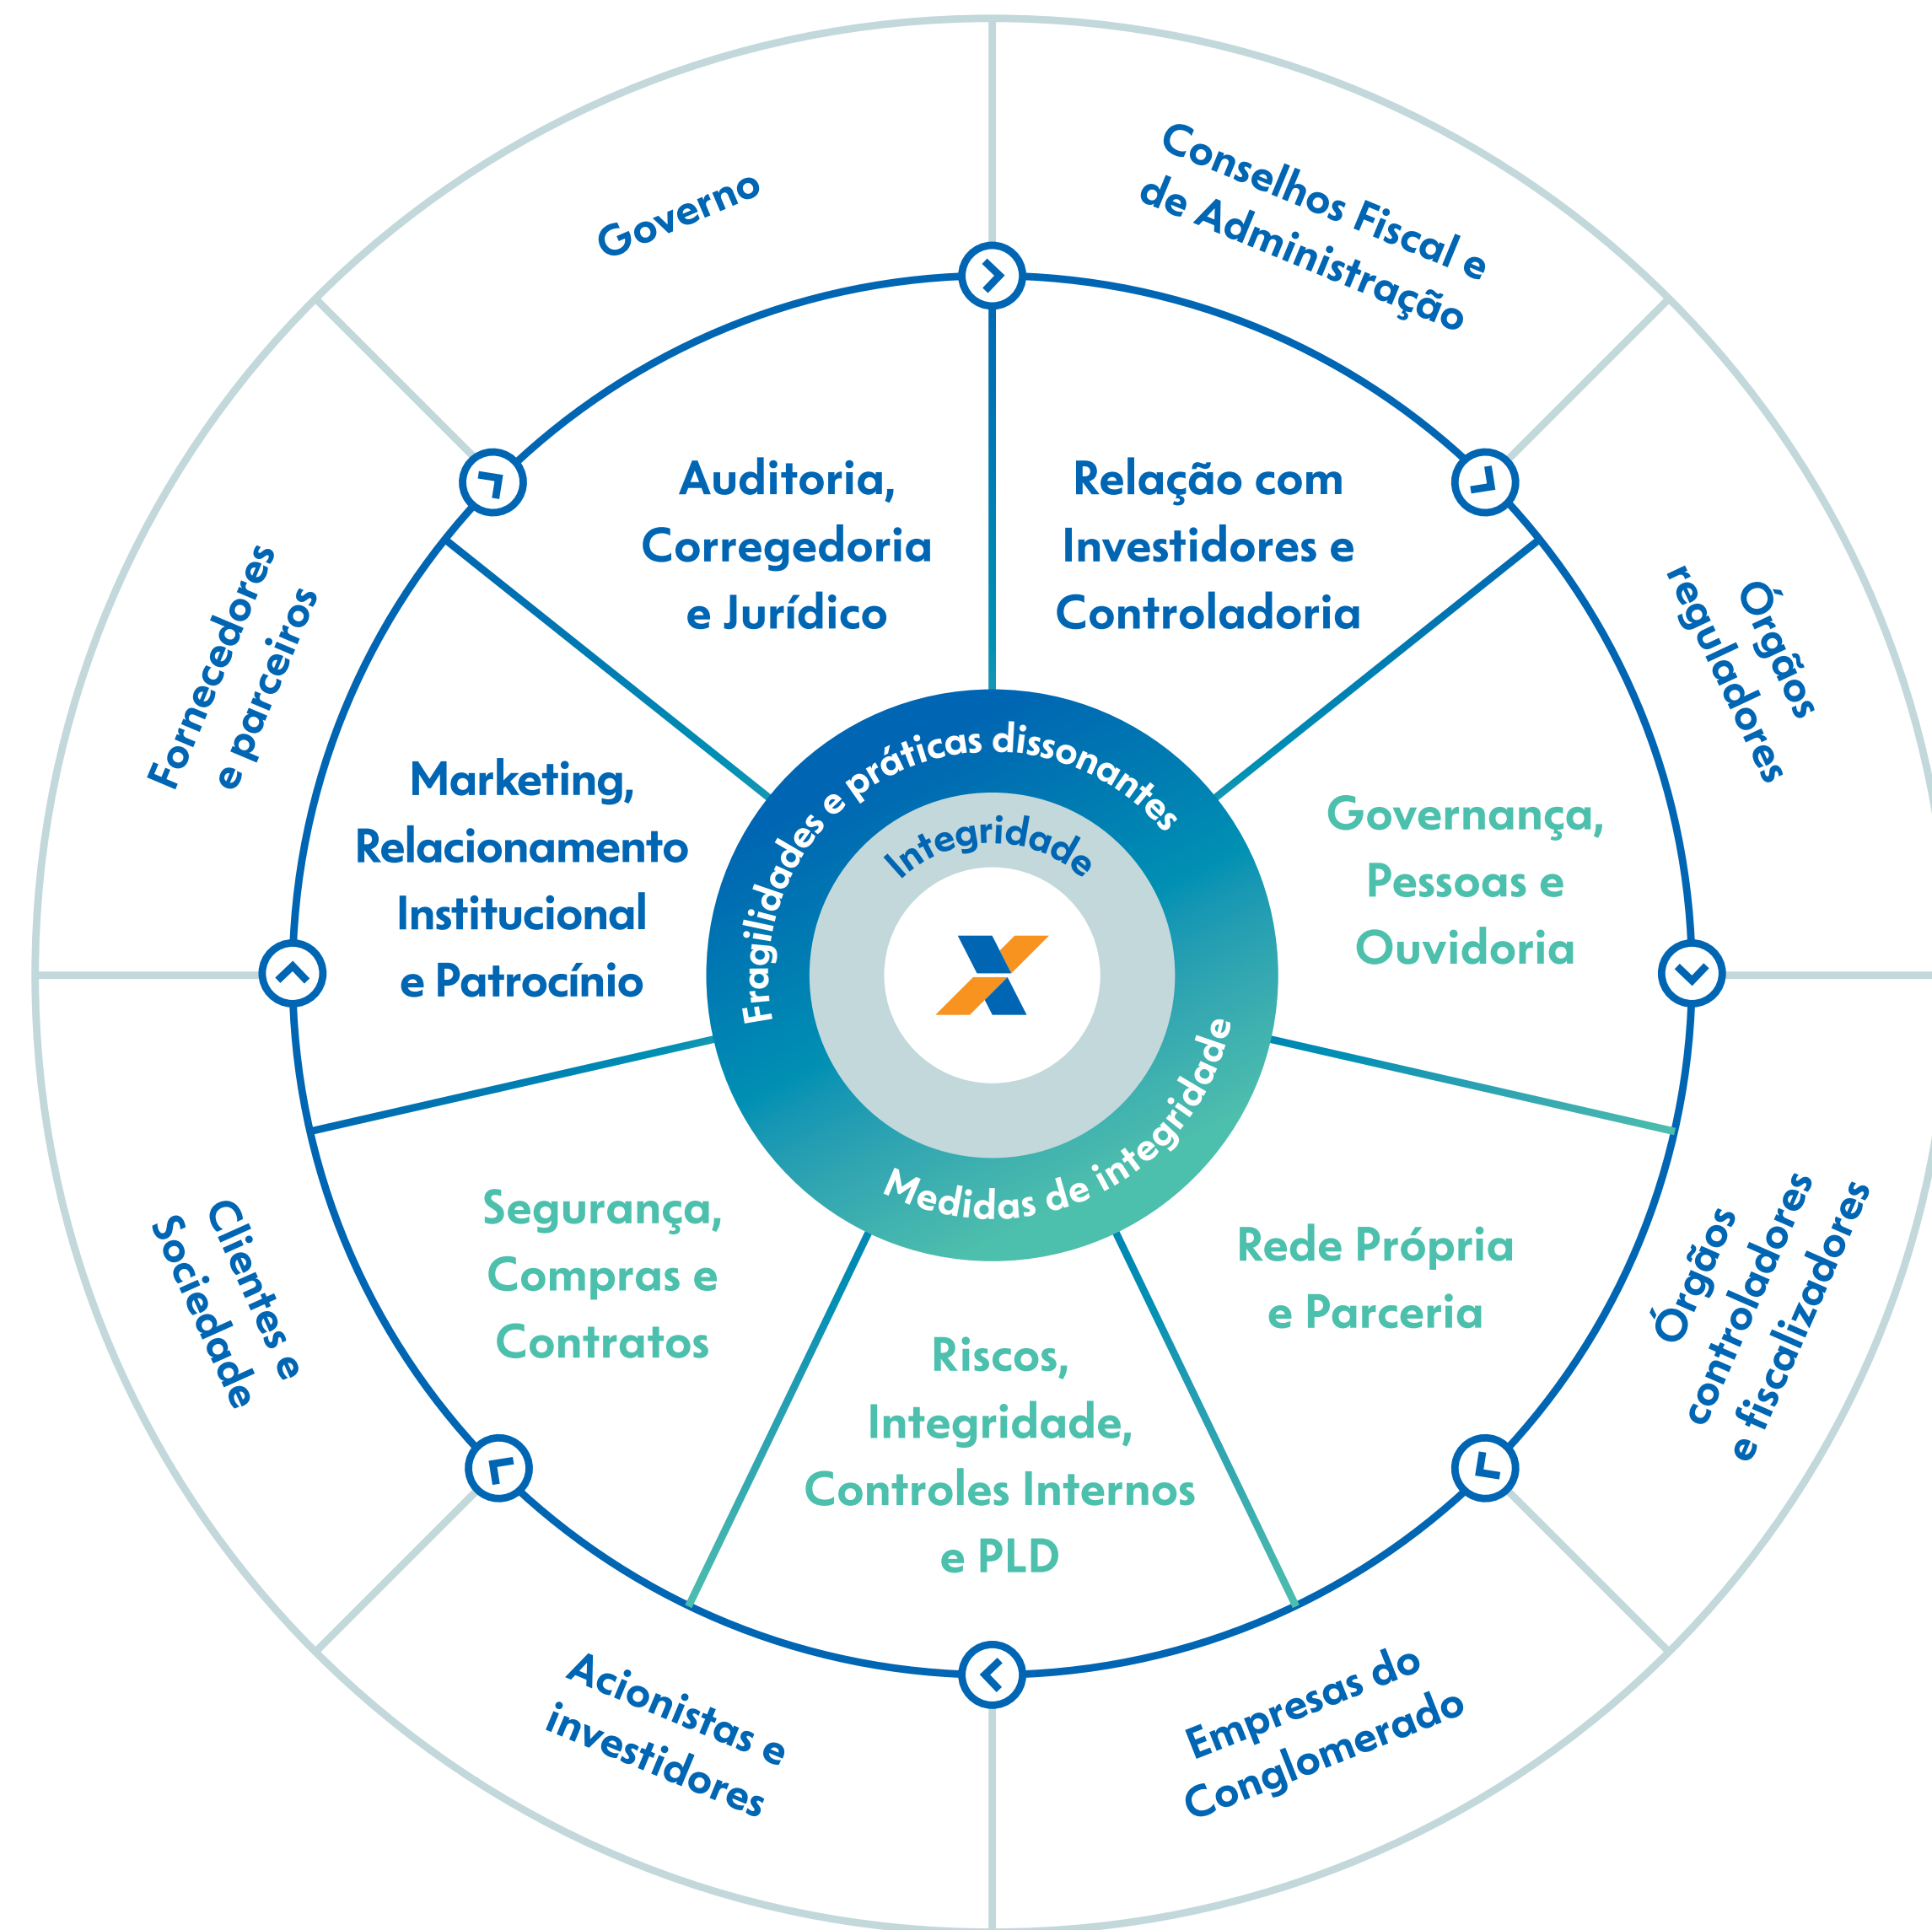 Governo
Conselhos Fiscal e
de Administração
Órgãos
reguladores
Órgãos
controladores
e fiscalizadores
Empresas do
Conglomerado
Acionistas e
investidores
Clientes e
Sociedade
Fornecedores
e parceiros
Auditoria,
Corregedoria
e Jurídico
Relação com
Investidores e
Controladoria
Governança,
Pessoas e
Ouvidoria
Rede Própria
e Parceria
Riscos,
Integridade,
Controles Internos
e PLD
Segurança,
Compras e
Contratos
Marketing,
Relacionamento
Institucional
e Patrocínio
Fragilidades e práticas dissonantes
Medidas de integridade
Integridade